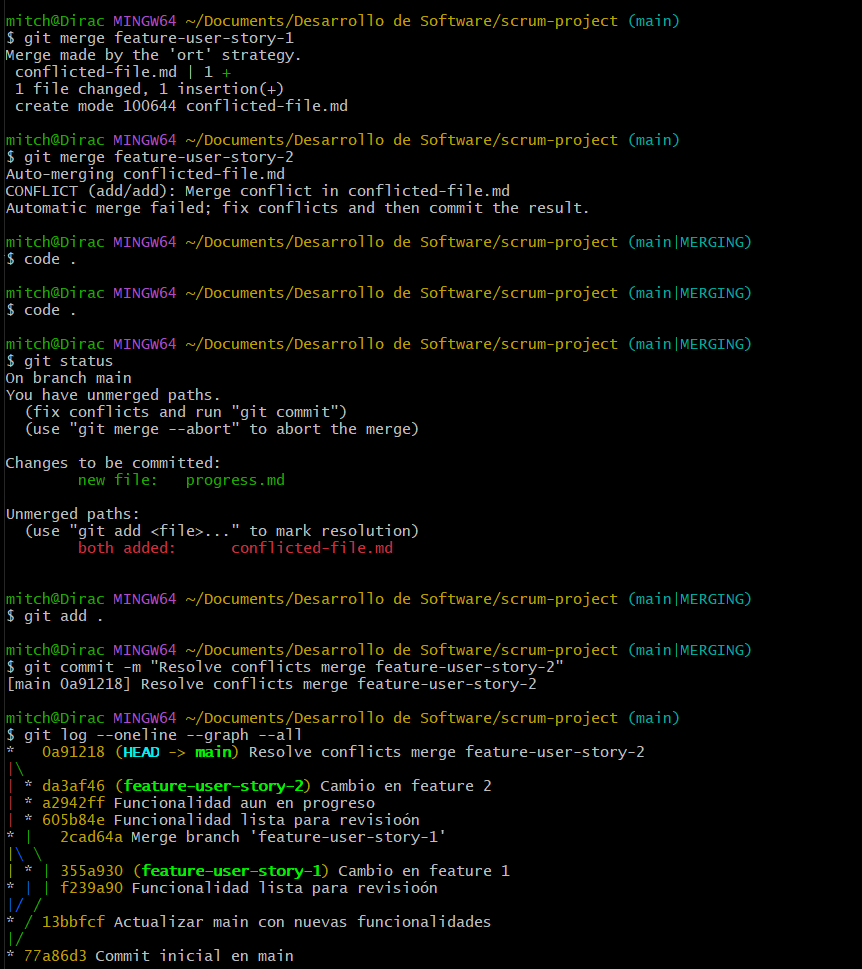 mitch@Dirac MINGW64 ~/Documents/Desarrollo de Software/scrum-project (main)
$ git merge feature-user-story-1
Merge made by the 'ort' strategy.
 conflicted-file.md | 1 +
 1 file changed, 1 insertion(+)
 create mode 100644 conflicted-file.md

mitch@Dirac MINGW64 ~/Documents/Desarrollo de Software/scrum-project (main)
$ git merge feature-user-story-2
Auto-merging conflicted-file.md
CONFLICT (add/add): Merge conflict in conflicted-file.md
Automatic merge failed; fix conflicts and then commit the result.

mitch@Dirac MINGW64 ~/Documents/Desarrollo de Software/scrum-project (main|MERGING)
$ code .

mitch@Dirac MINGW64 ~/Documents/Desarrollo de Software/scrum-project (main|MERGING)
$ code .

mitch@Dirac MINGW64 ~/Documents/Desarrollo de Software/scrum-project (main|MERGING)
$ git status
On branch main
You have unmerged paths.
  (fix conflicts and run "git commit")
  (use "git merge --abort" to abort the merge)

Changes to be committed:
        new file:   progress.md

Unmerged paths:
  (use "git add <file>..." to mark resolution)
        both added:      conflicted-file.md

mitch@Dirac MINGW64 ~/Documents/Desarrollo de Software/scrum-project (main|MERGING)
$ git add .

mitch@Dirac MINGW64 ~/Documents/Desarrollo de Software/scrum-project (main|MERGING)
$ git commit -m "Resolve conflicts merge feature-user-story-2"
[main 0a91218] Resolve conflicts merge feature-user-story-2

mitch@Dirac MINGW64 ~/Documents/Desarrollo de Software/scrum-project (main)
$ git log --oneline --graph --all
*   0a91218 (HEAD -> main) Resolve conflicts merge feature-user-story-2
|\
| * da3af46 (feature-user-story-2) Cambio en feature 2
| * a2942ff Funcionalidad aun en progreso
| * 605b84e Funcionalidad lista para revisioón
* |   2cad64a Merge branch 'feature-user-story-1'
|\ \
| * | 355a930 (feature-user-story-1) Cambio en feature 1
* | | f239a90 Funcionalidad lista para revisioón
|/ /
* / 13bbfcf Actualizar main con nuevas funcionalidades
|/
* 77a86d3 Commit inicial en main